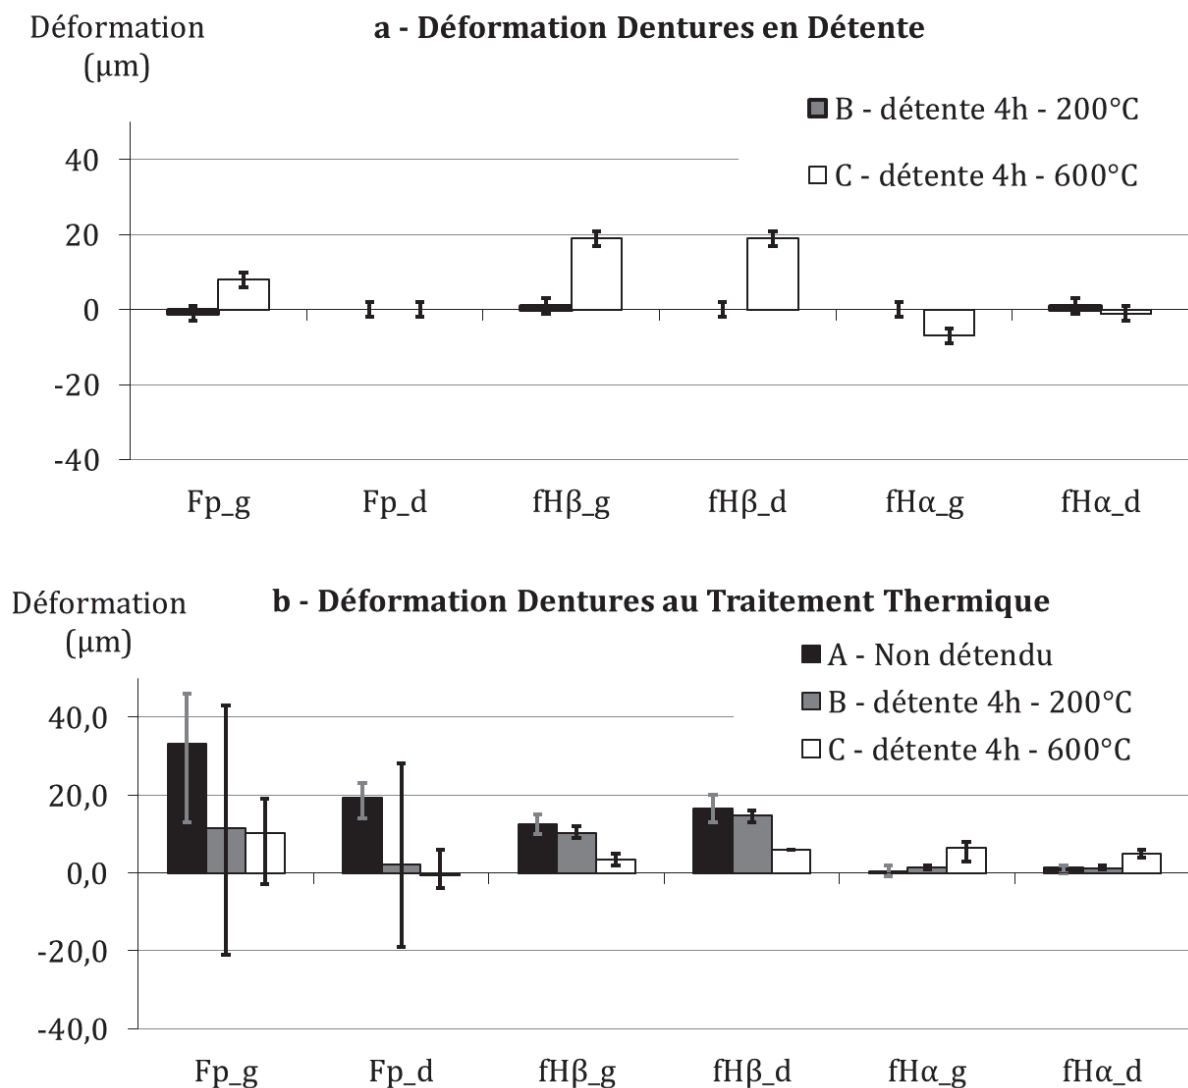 Déformation
(µm)
a - Déformation Dentures en Détente
B - détente 4h - 200°C
C - détente 4h - 600°C
40
20
0
-20
-40
Fp_g Fp_d fHβ_g fHβ_d fHα_g fHα_d
Déformation
(µm)
b - Déformation Dentures au Traitement Thermique
A - Non détendu
B - détente 4h - 200°C
C - détente 4h - 600°C
40,0
20,0
0,0
-20,0
-40,0
Fp_g Fp_d fHβ_g fHβ_d fHα_g fHα_d